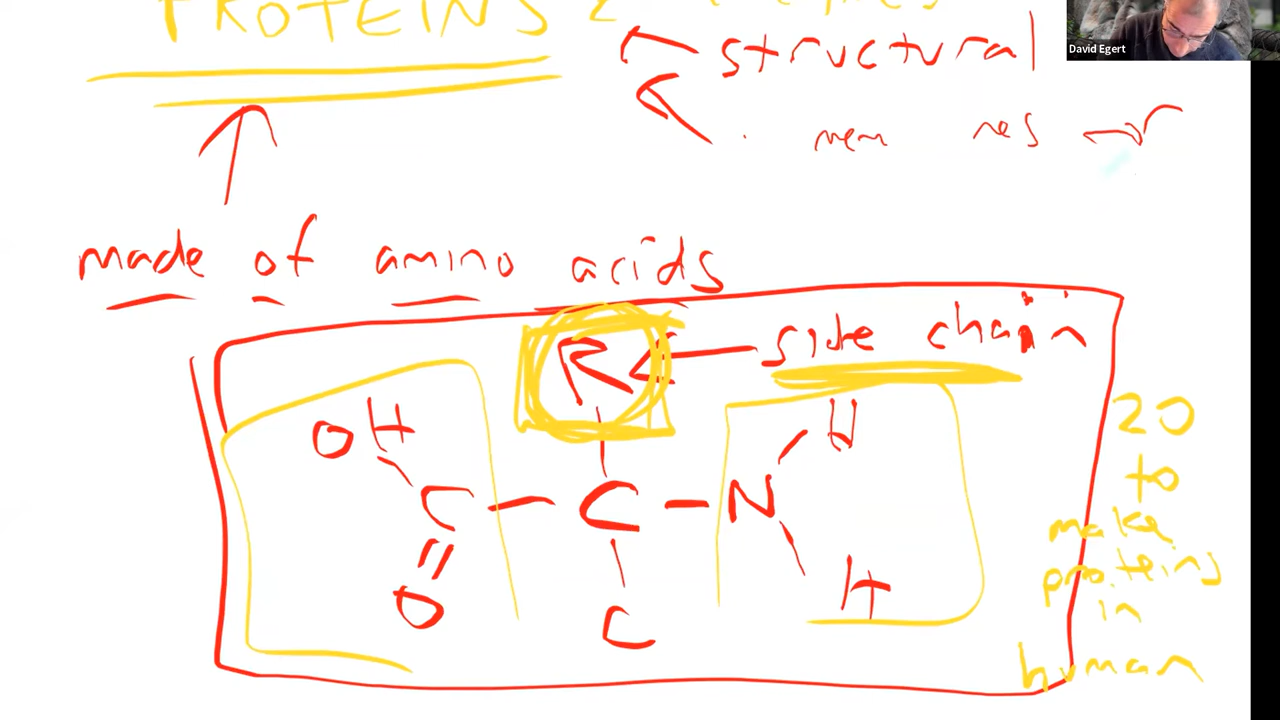 PROTEINS
David Egert
structural
made of amino acids
R
side chain
OH
H
C - C - N
20
to
make
proteins
in
human
O
C
H